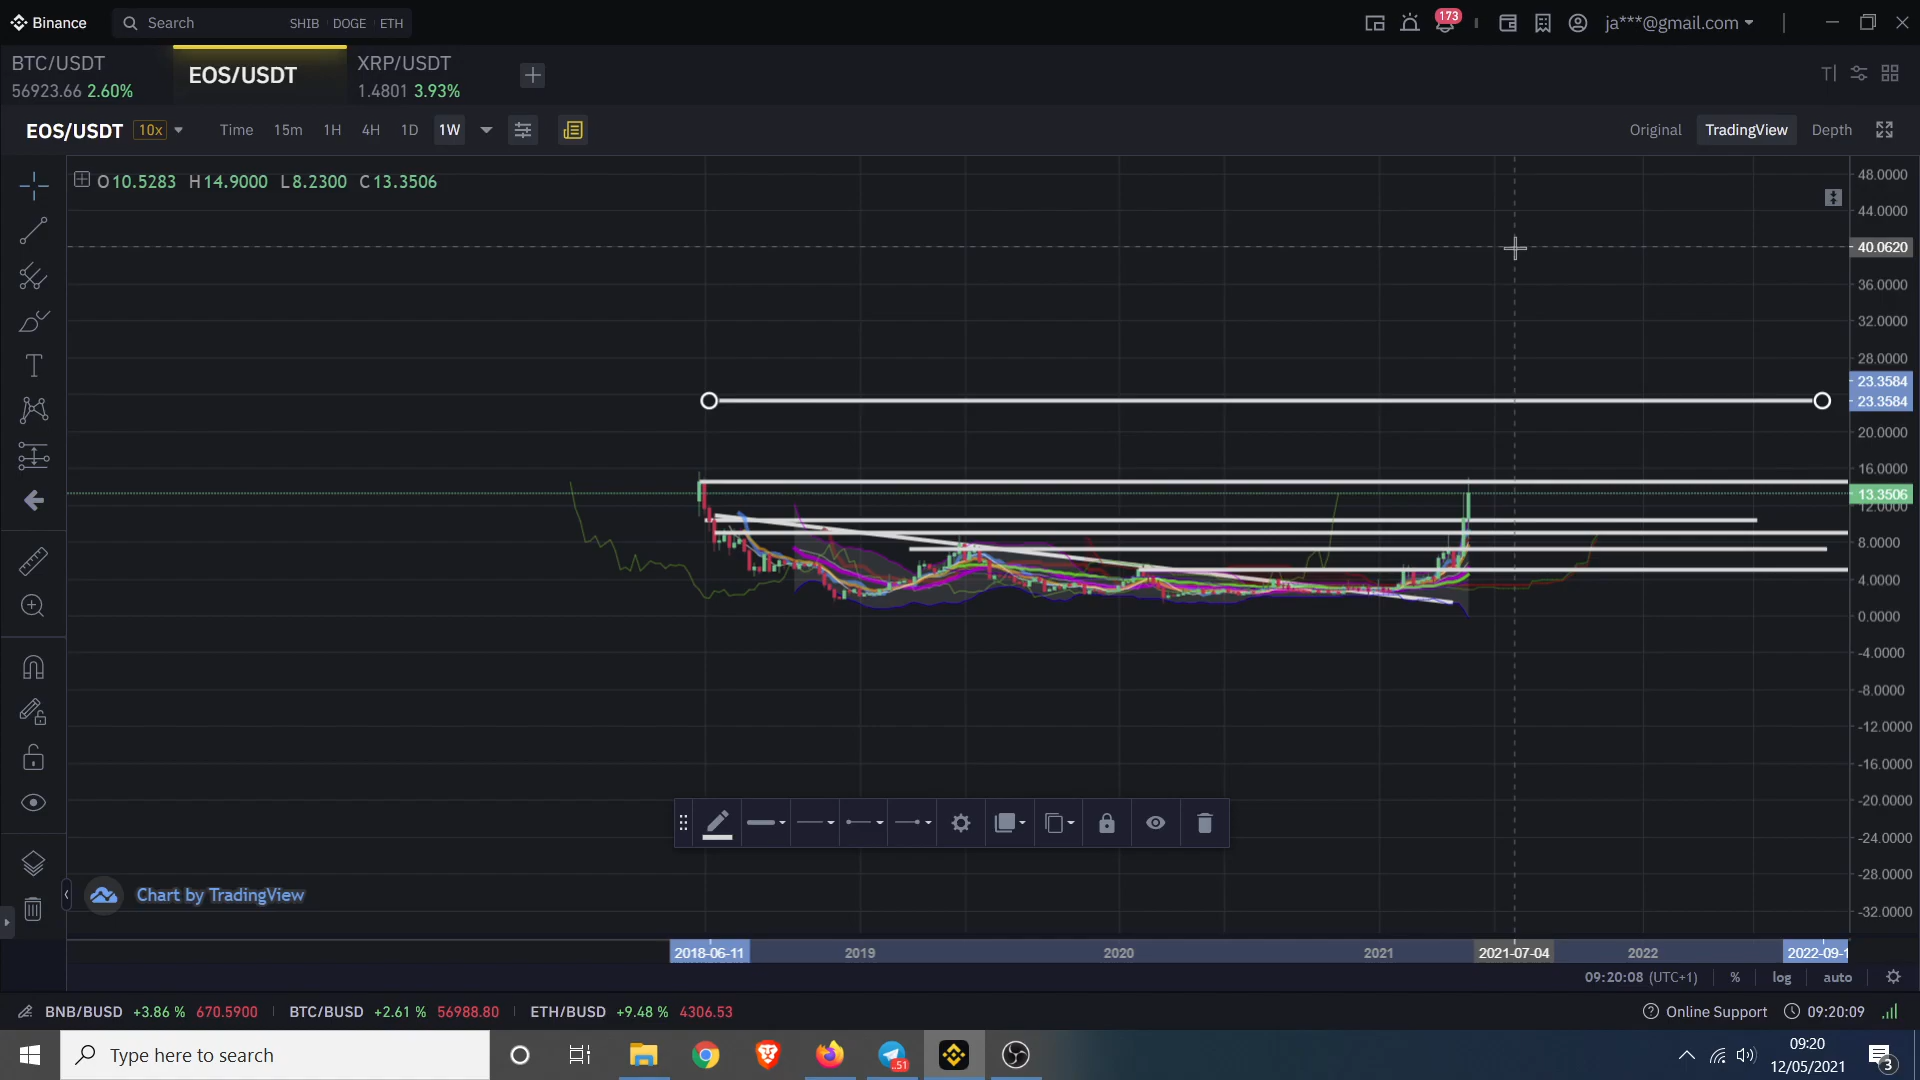 Binance
Search SHIB DOGE ETH
173
ja***@gmail.com
BTC/USDT
56923.66 2.60%
EOS/USDT
XRP/USDT
1.4801 3.93%
EOS/USDT 10x Time 15m 1H 4H 1D 1W Original TradingView Depth
O10.5283 H14.9000 L8.2300 C13.3506
48.0000
44.0000
40.0620
36.0000
32.0000
28.0000
23.3584
23.3584
20.0000
16.0000
13.3506
12.0000
8.0000
4.0000
0.0000
-4.0000
-8.0000
-12.0000
-16.0000
-20.0000
-24.0000
-28.0000
-32.0000
Chart by TradingView
2018-06-11 2019 2020 2021 2021-07-04 2022 2022-09-1
09:20:08 (UTC+1) % log auto
BNB/BUSD +3.86 % 670.5900 BTC/BUSD +2.61 % 56988.80 ETH/BUSD +9.48 % 4306.53 Online Support 09:20:09
Type here to search
51
09:20
12/05/2021
3